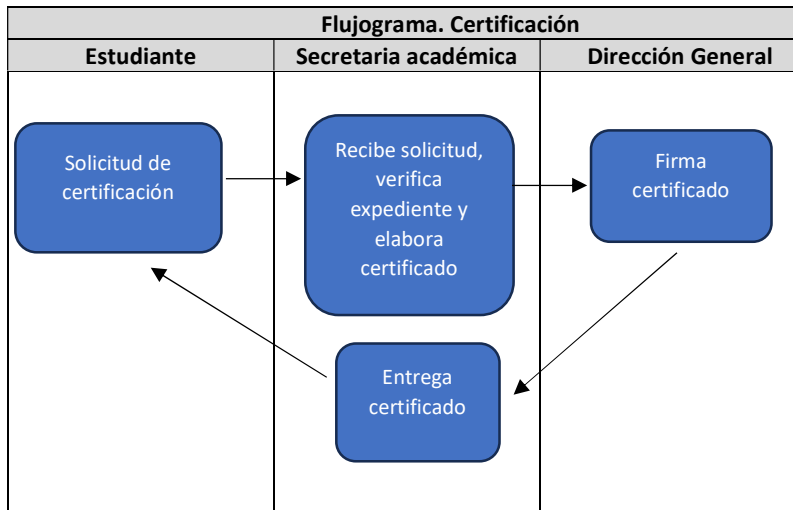 Flujograma. Certificación
Estudiante
Secretaria académica
Dirección General
Solicitud de
certificación
Recibe solicitud,
verifica
expediente y
elabora
certificado
Firma
certificado
Entrega
certificado